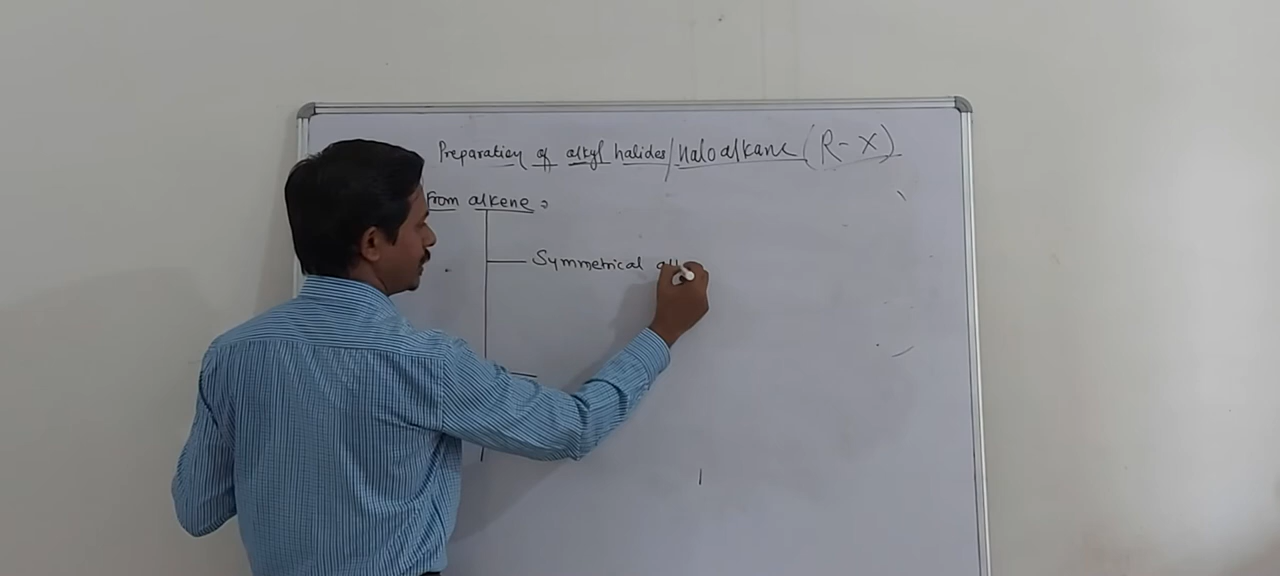 Preparation of alkyl halides/Haloalkane (R-X)
From alkene :
Symmetrical